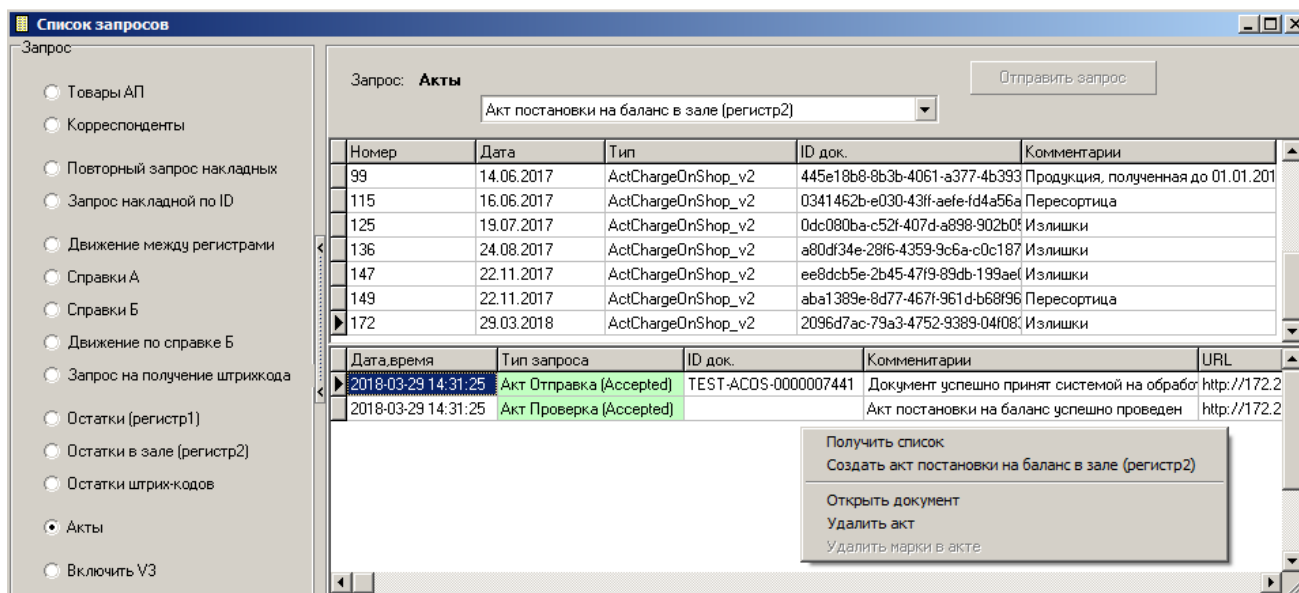 Список запросов
Запрос
Товары АП
Корреспонденты
Повторный запрос накладных
Запрос накладной по ID
Движение между регистрами
Справки А
Справки Б
Движение по справке Б
Запрос на получение штрихкода
Остатки (регистр1)
Остатки в зале (регистр2)
Остатки штрих-кодов
Акты
Включить V3
Запрос: Акты
Отправить запрос
Акт постановки на баланс в зале (регистр2)
Номер Дата Тип ID док. Комментарии
99 14.06.2017 ActChargeOnShop_v2 445e18b8-8b3b-4061-a377-4b393 Продукция, полученная до 01.01.201
115 16.06.2017 ActChargeOnShop_v2 0341462b-e030-43ff-aefe-fd4a56a Пересортица
125 19.07.2017 ActChargeOnShop_v2 0dc080ba-c52f-407d-a898-902b05 Излишки
136 24.08.2017 ActChargeOnShop_v2 a80df34e-28f6-4359-9c6a-c0c187 Излишки
147 22.11.2017 ActChargeOnShop_v2 ee8dcb5e-2b45-47f9-89db-199ae Излишки
149 22.11.2017 ActChargeOnShop_v2 aba1389e-8d77-467f-961d-b68f96 Пересортица
172 29.03.2018 ActChargeOnShop_v2 2096d7ac-79a3-4752-9389-04f08 Излишки
Дата,время Тип запроса ID док. Комменитарии URL
2018-03-29 14:31:25 Акт Отправка (Accepted) TEST-ACOS-0000007441 Документ успешно принят системой на обрабо http://172.2
2018-03-29 14:31:25 Акт Проверка (Accepted) Акт постановки на баланс успешно проведен http://172.2
Получить список
Создать акт постановки на баланс в зале (регистр2)
Открыть документ
Удалить акт
Удалить марки в акте